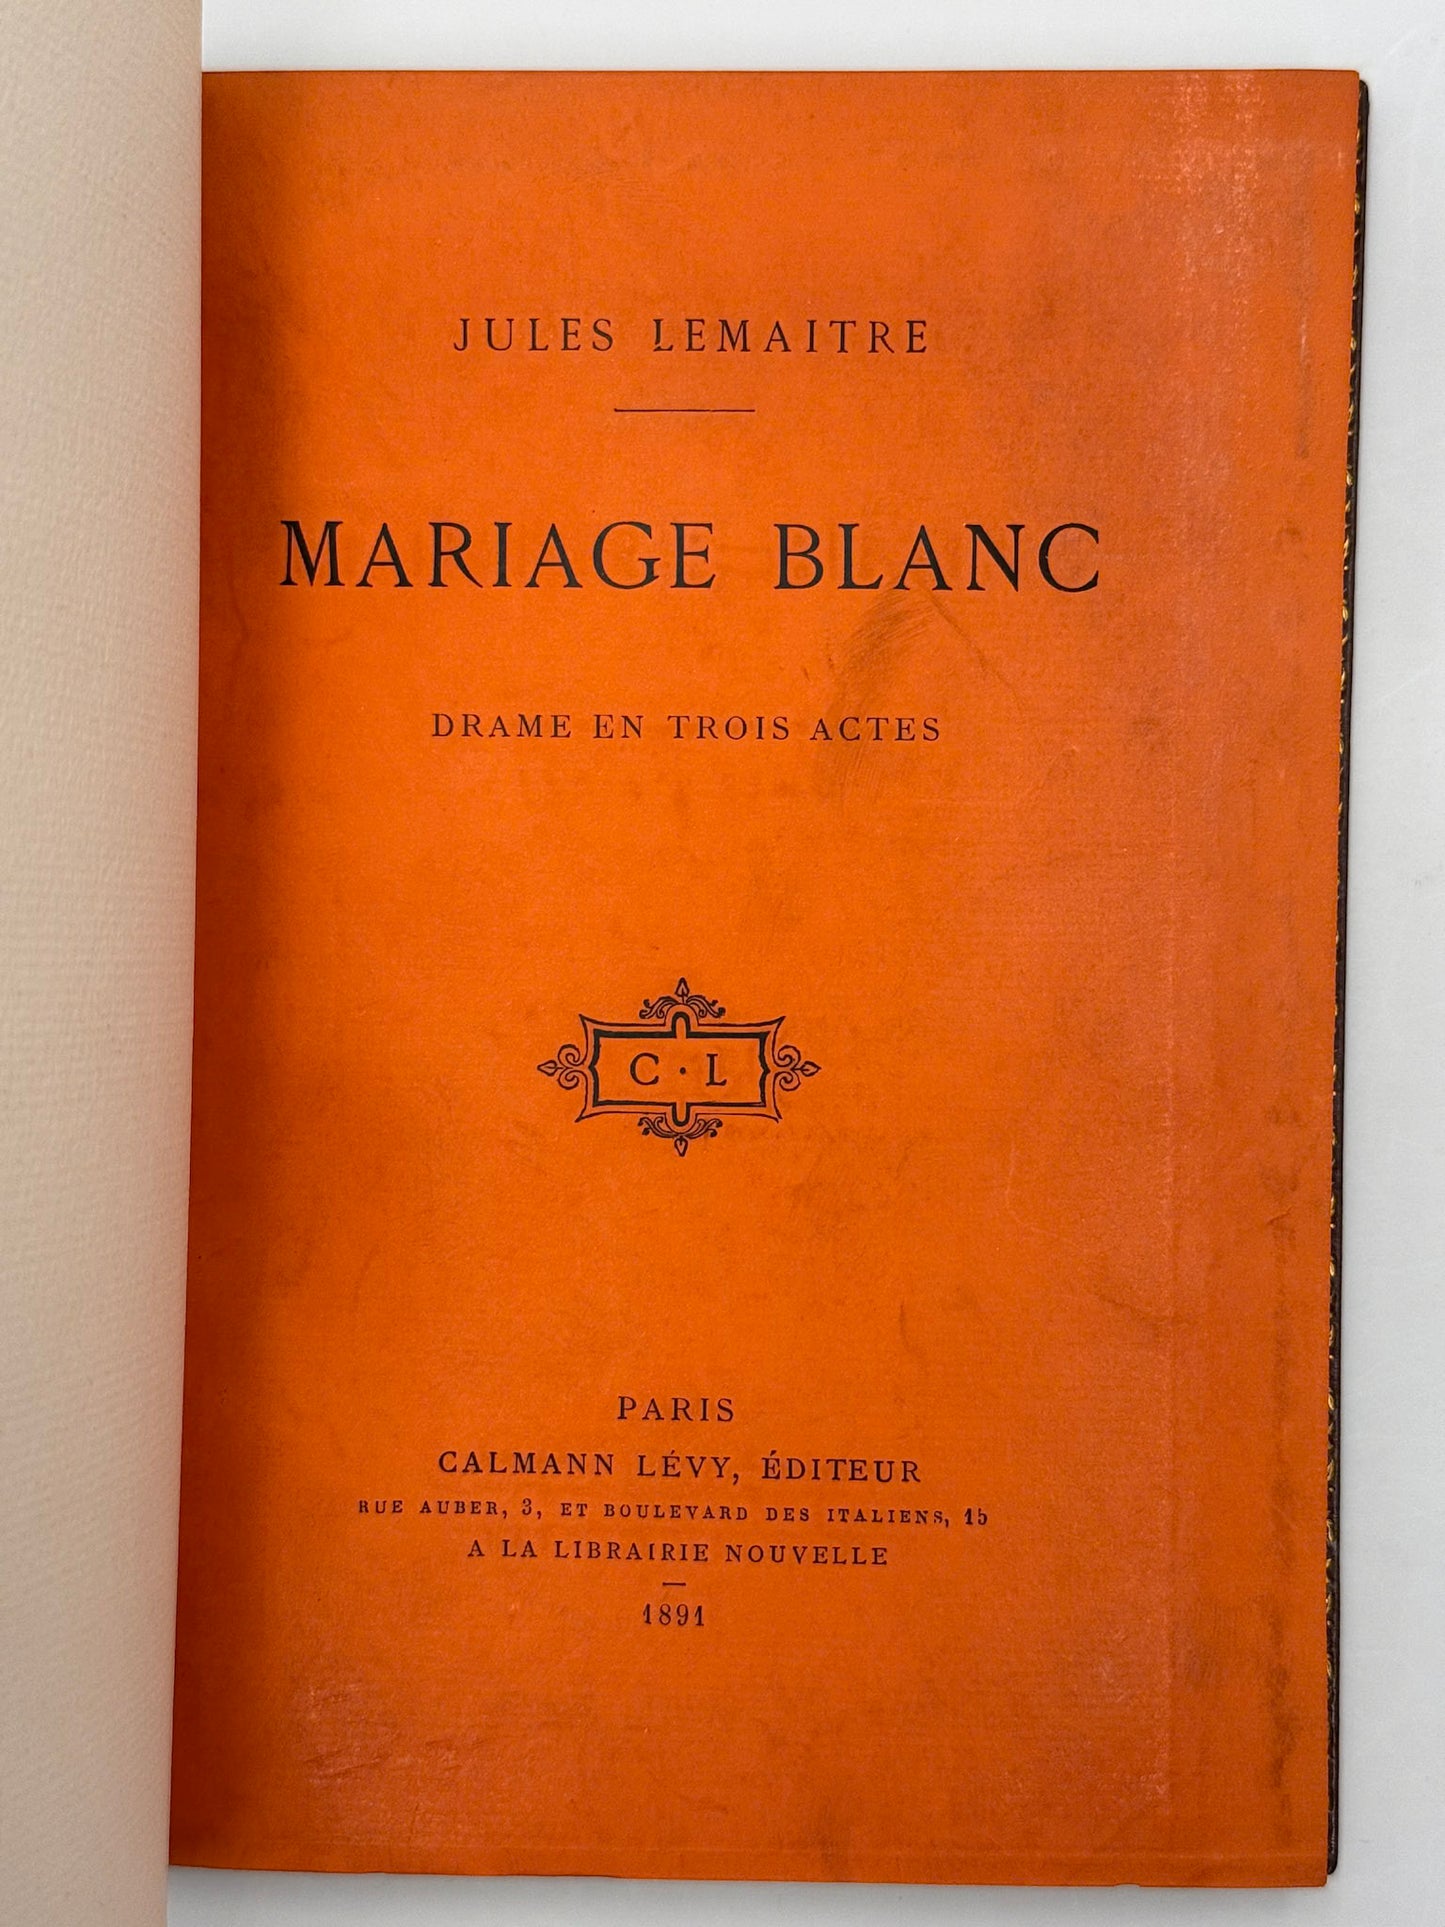 JULES LEMAITRE
MARIAGE BLANC
DRAME EN TROIS ACTES
C · L
PARIS
CALMANN LÉVY, ÉDITEUR
RUE AUBER, 3, ET BOULEVARD DES ITALIENS, 15
A LA LIBRAIRIE NOUVELLE
1891